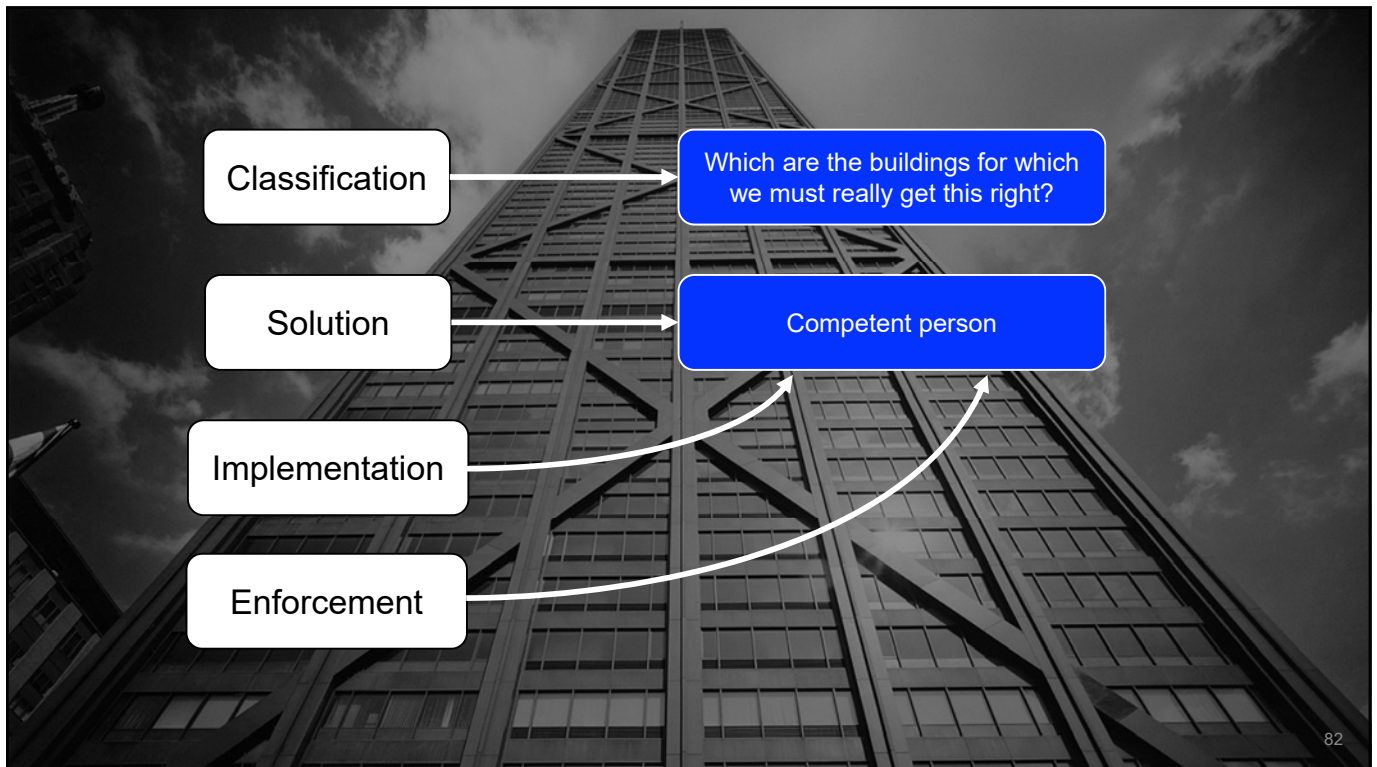 Classification
Which are the buildings for which
we must really get this right?
Solution
Competent person
Implementation
Enforcement
82